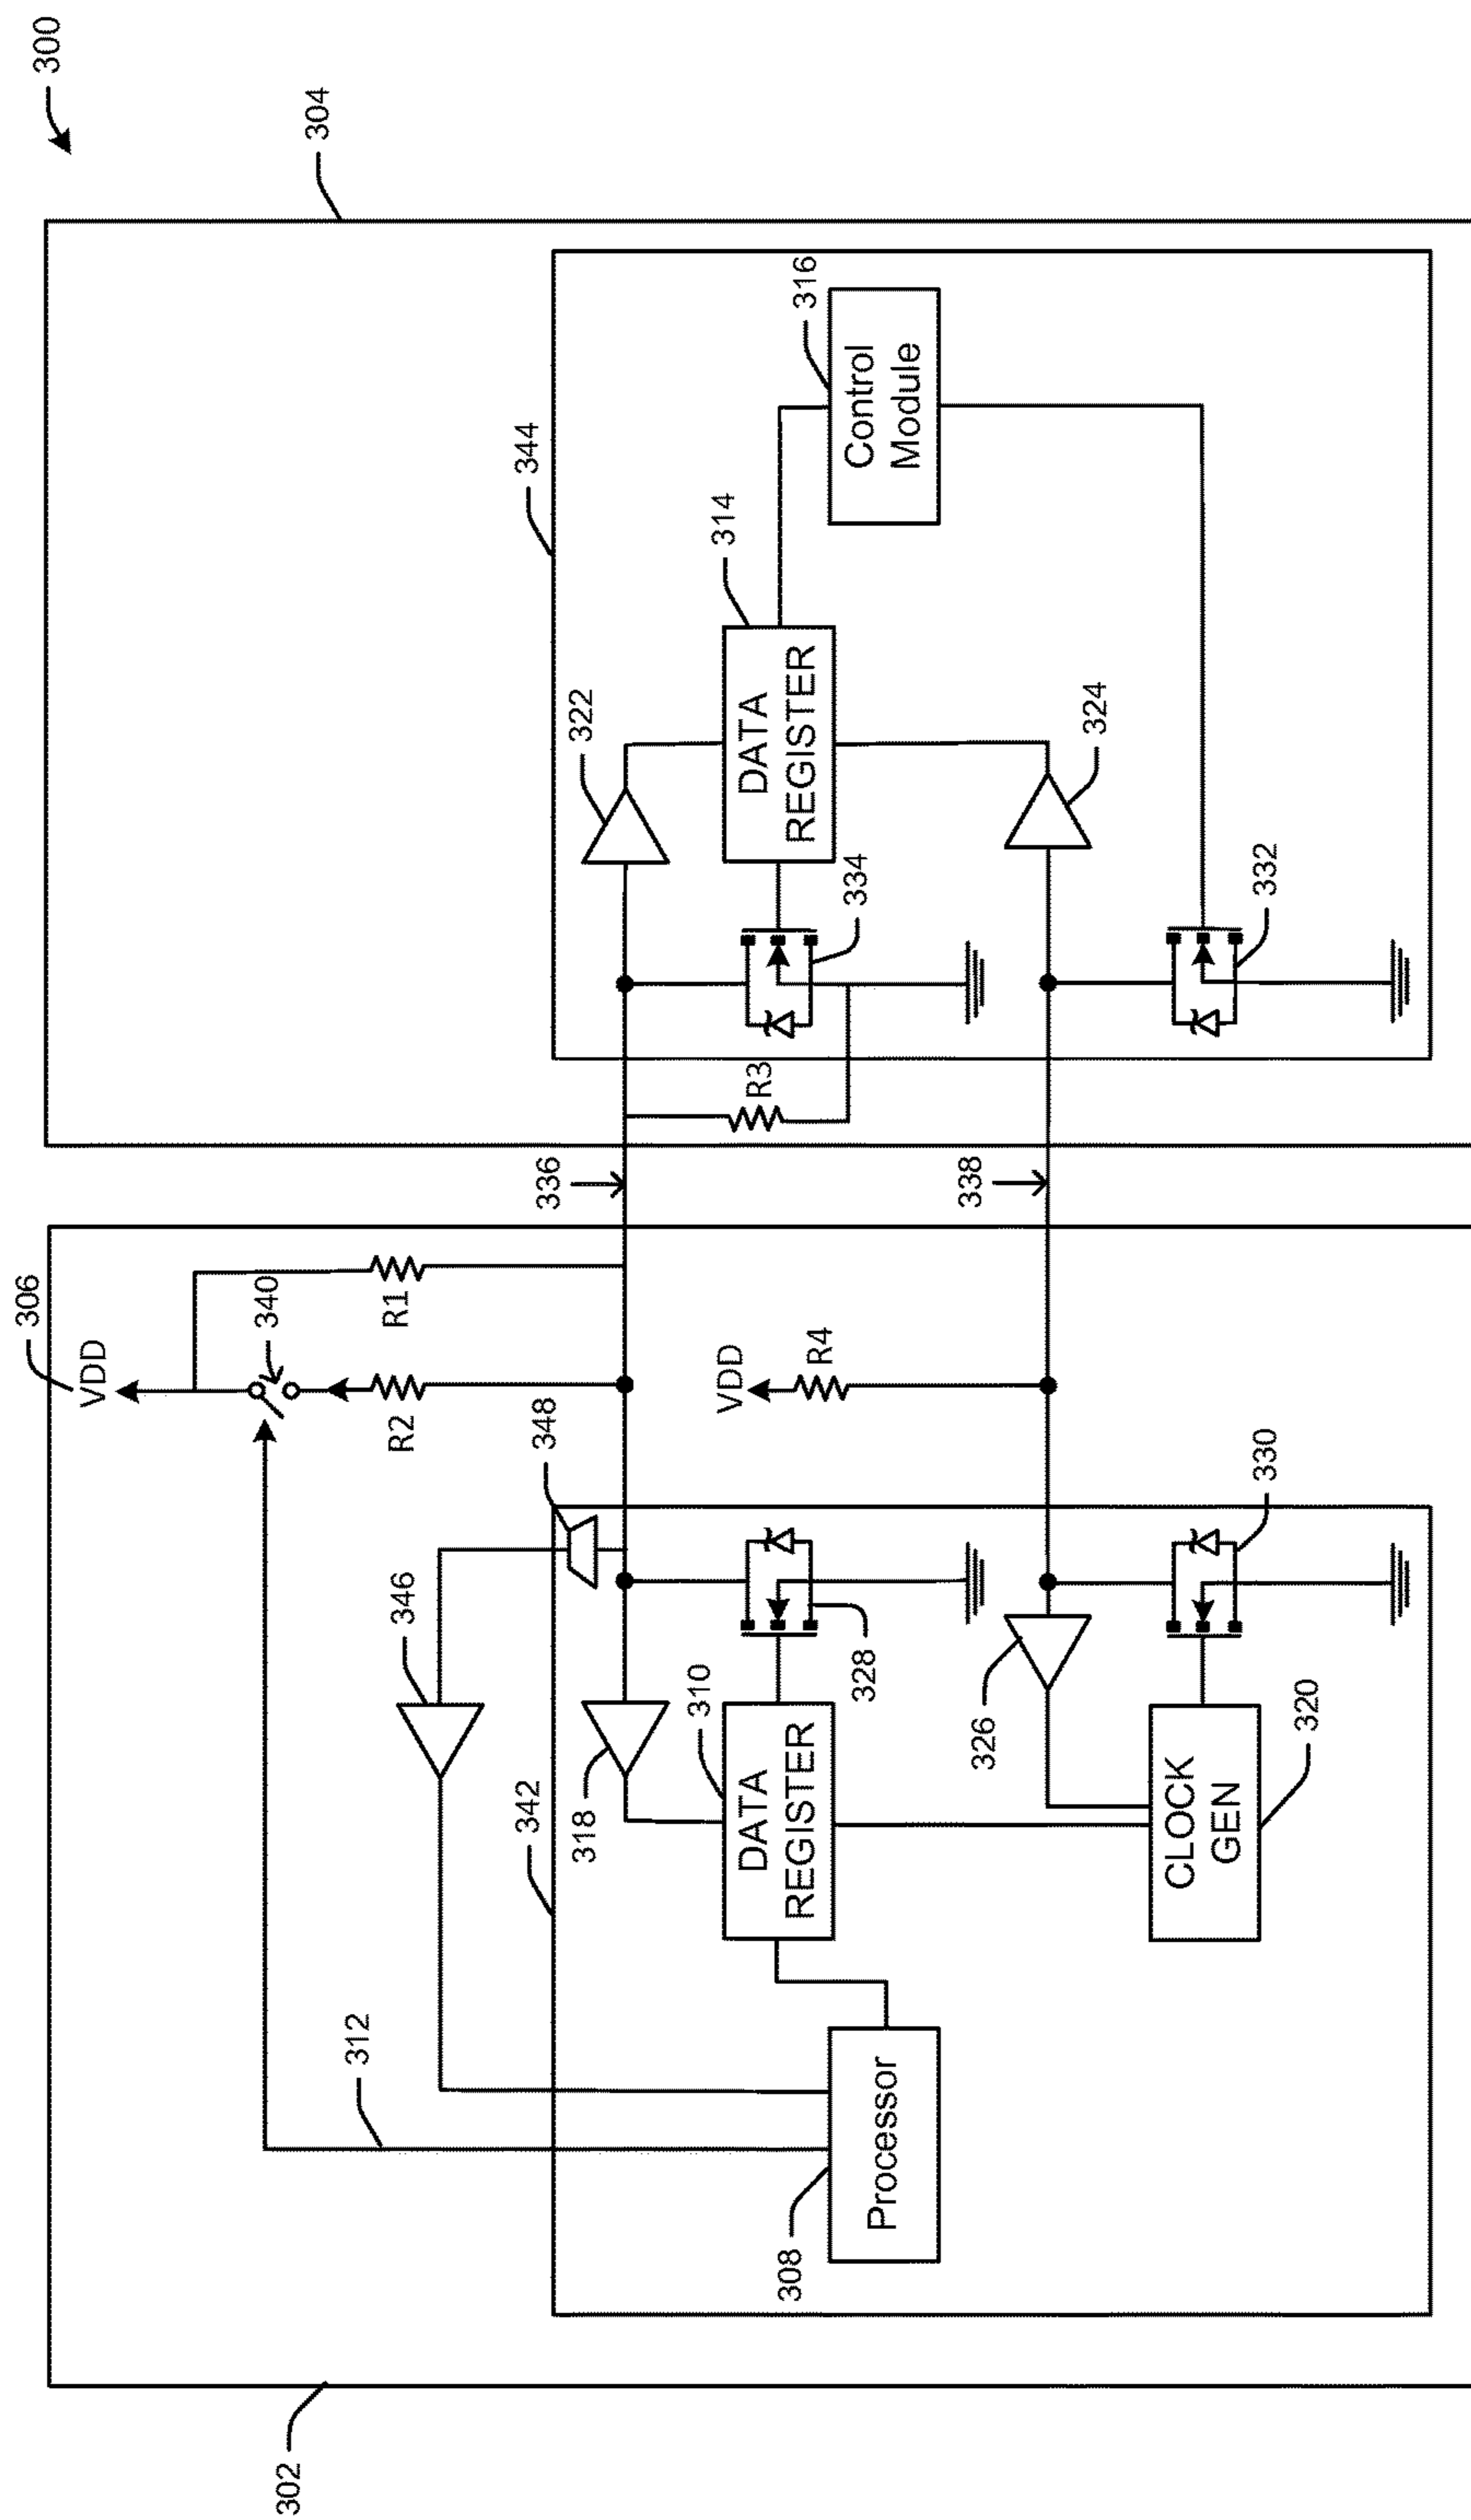 300
304
306
VDD
340
R1
R2
336
338
344
316
Control
Module
314
322
DATA
REGISTER
324
334
332
R3
VDD
R4
348
346
312
342
318
310
DATA
REGISTER
328
330
326
CLOCK
GEN
320
Processor
308
302